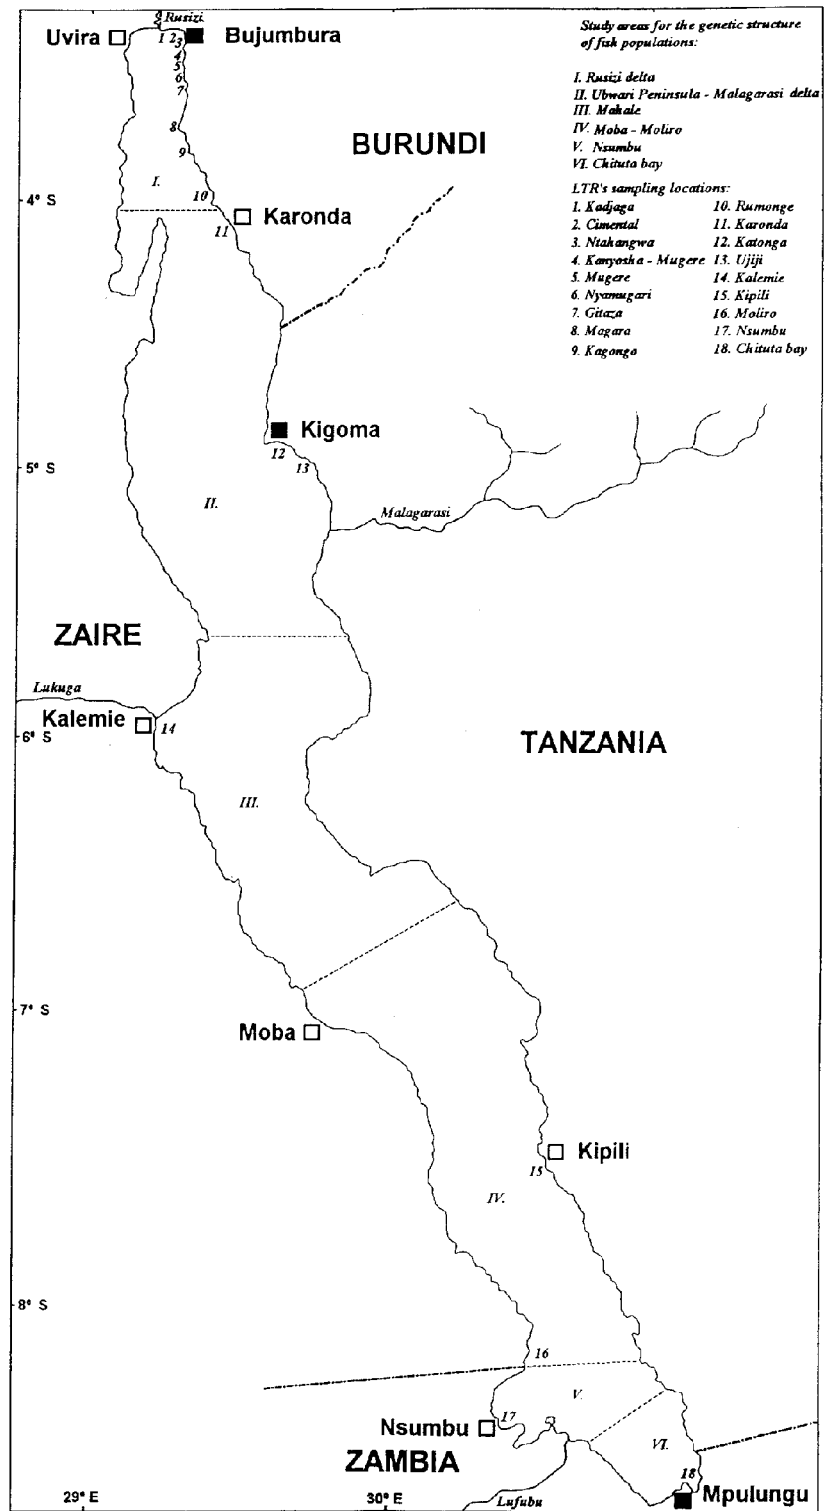 Rusizi
Uvira
1 2 3
Bujumbura
4
5
6
7
8
9
BURUNDI
I.
10
4° S
Karonda
11
Study areas for the genetic structure
of fish populations:
I. Rusizi delta
II. Ubwari Peninsula - Malagarasi delta
III. Mahale
IV. Moba - Moliro
V. Nsumbu
VI. Chituta bay
LTR's sampling locations:
1. Kadjaga
2. Cimental
3. Ntahangwa
4. Kanyosha - Mugere
5. Mugere
6. Nyamugari
7. Gitaza
8. Magara
9. Kagongo
10. Rumonge
11. Karonda
12. Katonga
13. Ujiji
14. Kalemie
15. Kipili
16. Moliro
17. Nsumbu
18. Chituta bay
Kigoma
12
13
5° S
II.
Malagarasi
ZAIRE
Lukuga
Kalemie
14
6° S
TANZANIA
III.
7° S
Moba
Kipili
15
IV.
8° S
16
V.
Nsumbu
17
ZAMBIA
VI.
18
Mpulungu
Lufubu
29° E
30° E